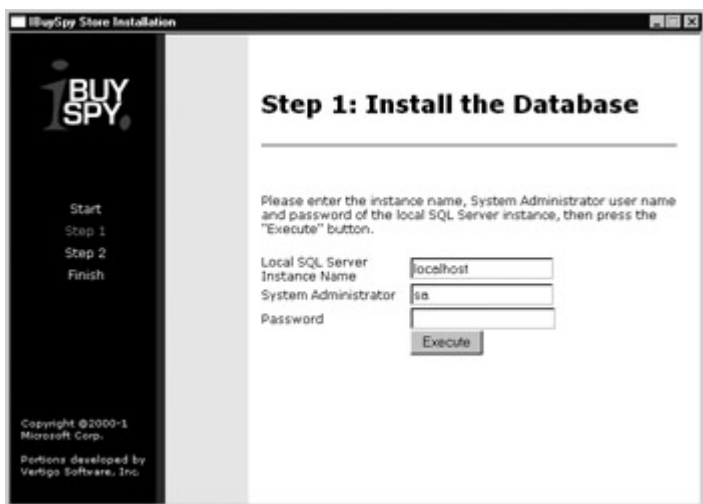 IBuySpy Store Installation
iBUY
SPY.
Start
Step 1
Step 2
Finish
Copyright ©2000-1
Microsoft Corp.
Portions developed by
Vertigo Software, Inc.
Step 1: Install the Database
Please enter the instance name, System Administrator user name
and password of the local SQL Server instance, then press the
"Execute" button.
Local SQL Server
Instance Name
localhost
System Administrator
sa
Password
Execute